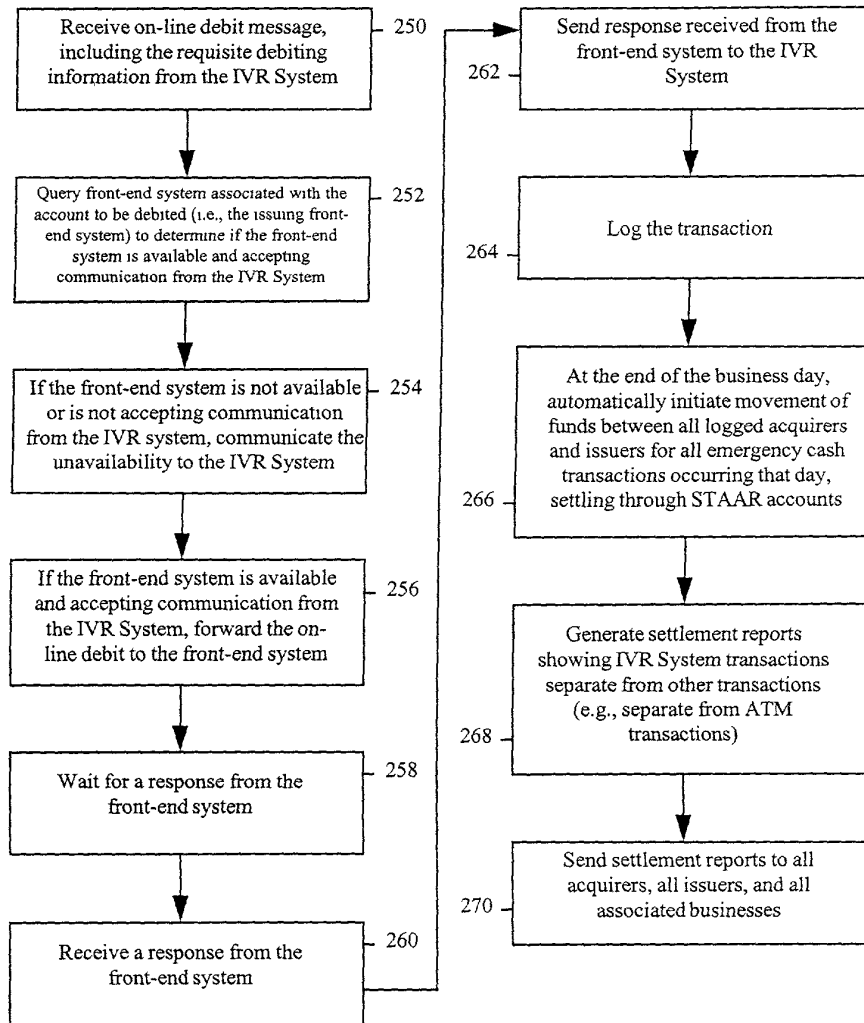 Receive on-line debit message,
including the requisite debiting
information from the IVR System
250
Query front-end system associated with the
account to be debited (i.e., the issuing front-
end system) to determine if the front-end
system is available and accepting
communication from the IVR System
252
If the front-end system is not available
or is not accepting communication
from the IVR system, communicate the
unavailability to the IVR System
254
If the front-end system is available
and accepting communication from
the IVR System, forward the on-
line debit to the front-end system
256
Wait for a response from the
front-end system
258
Receive a response from the
front-end system
260
Send response received from the
front-end system to the IVR
System
262
Log the transaction
264
At the end of the business day,
automatically initiate movement of
funds between all logged acquirers
and issuers for all emergency cash
transactions occurring that day,
settling through STAAR accounts
266
Generate settlement reports
showing IVR System transactions
separate from other transactions
(e.g., separate from ATM
transactions)
268
Send settlement reports to all
acquirers, all issuers, and all
associated businesses
270